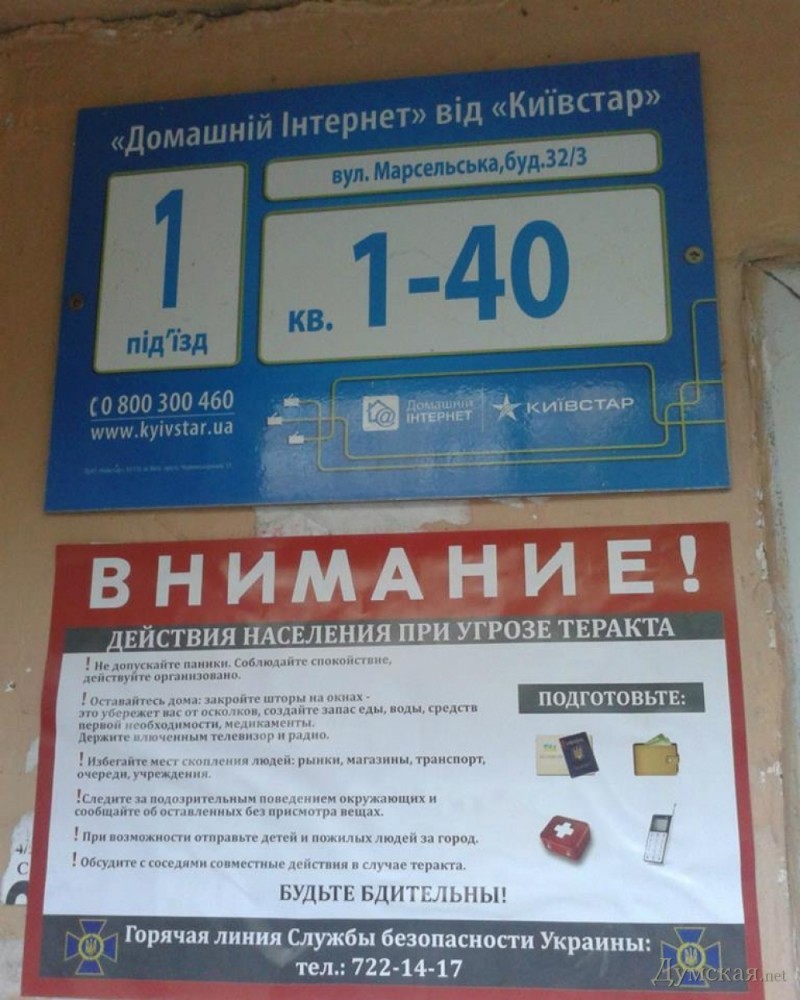 «Домашній Інтернет» від «Київстар»
1
під'їзд
вул. Марсельська,буд.32/3
кв. 1-40
0 800 300 460
www.kyivstar.ua
Домашній
ІНТЕРНЕТ
КИЇВСТАР
ВНИМАНИЕ!
ДЕЙСТВИЯ НАСЕЛЕНИЯ ПРИ УГРОЗЕ ТЕРАКТА
! Не допускайте паники. Соблюдайте спокойствие,
действуйте организовано.
! Оставайтесь дома: закройте шторы на окнах -
это убережет вас от осколков, создайте запас еды, воды, средств
первой необходимости, медикаменты.
Держите влюченным телевизор и радио.
! Избегайте мест скопления людей: рынки, магазины, транспорт,
очереди, учреждения.
!Следите за подозрительным поведением окружающих и
сообщайте об оставленных без присмотра вещах.
! При возможности отправьте детей и пожилых людей за город.
! Обсудите с соседями совместные действия в случае теракта.
ПОДГОТОВЬТЕ:
БУДЬТЕ БДИТЕЛЬНЫ!
Горячая линия Службы безопасности Украины:
тел.: 722-14-17
Думская.net